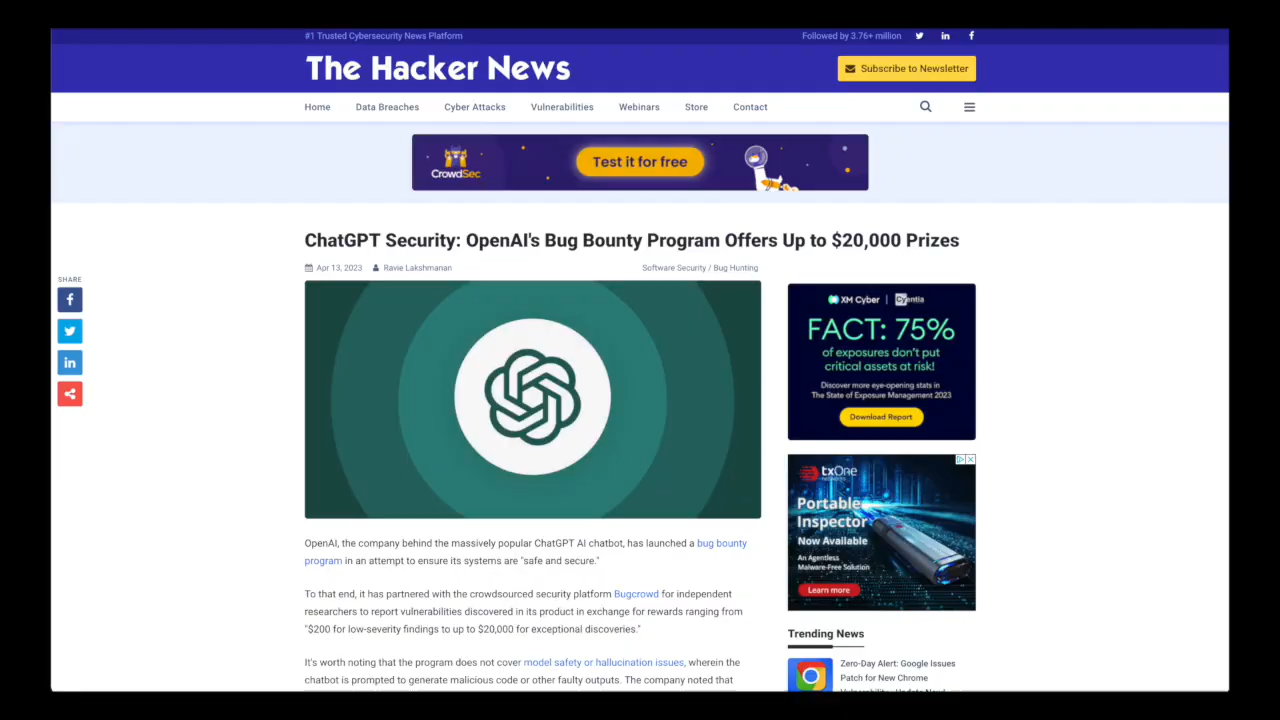 #1 Trusted Cybersecurity News Platform
Followed by 3.76+ million
The Hacker News
Subscribe to Newsletter
Home Data Breaches Cyber Attacks Vulnerabilities Webinars Store Contact
CrowdSec
Test it for free
ChatGPT Security: OpenAI's Bug Bounty Program Offers Up to $20,000 Prizes
Apr 13, 2023 Ravie Lakshmanan
Software Security / Bug Hunting
SHARE
OpenAI, the company behind the massively popular ChatGPT AI chatbot, has launched a bug bounty
program in an attempt to ensure its systems are "safe and secure."
To that end, it has partnered with the crowdsourced security platform Bugcrowd for independent
researchers to report vulnerabilities discovered in its product in exchange for rewards ranging from
"$200 for low-severity findings to up to $20,000 for exceptional discoveries."
It's worth noting that the program does not cover model safety or hallucination issues, wherein the
chatbot is prompted to generate malicious code or other faulty outputs. The company noted that
XM Cyber | Cyentia
FACT: 75%
of exposures don't put
critical assets at risk!
Discover more eye-opening stats in
The State of Exposure Management 2023
Download Report
txOne
networks
Portable
Inspector
Now Available
An Agentless
Malware-Free Solution
Learn more
Trending News
Zero-Day Alert: Google Issues
Patch for New Chrome
Vulnerability - Update Now!